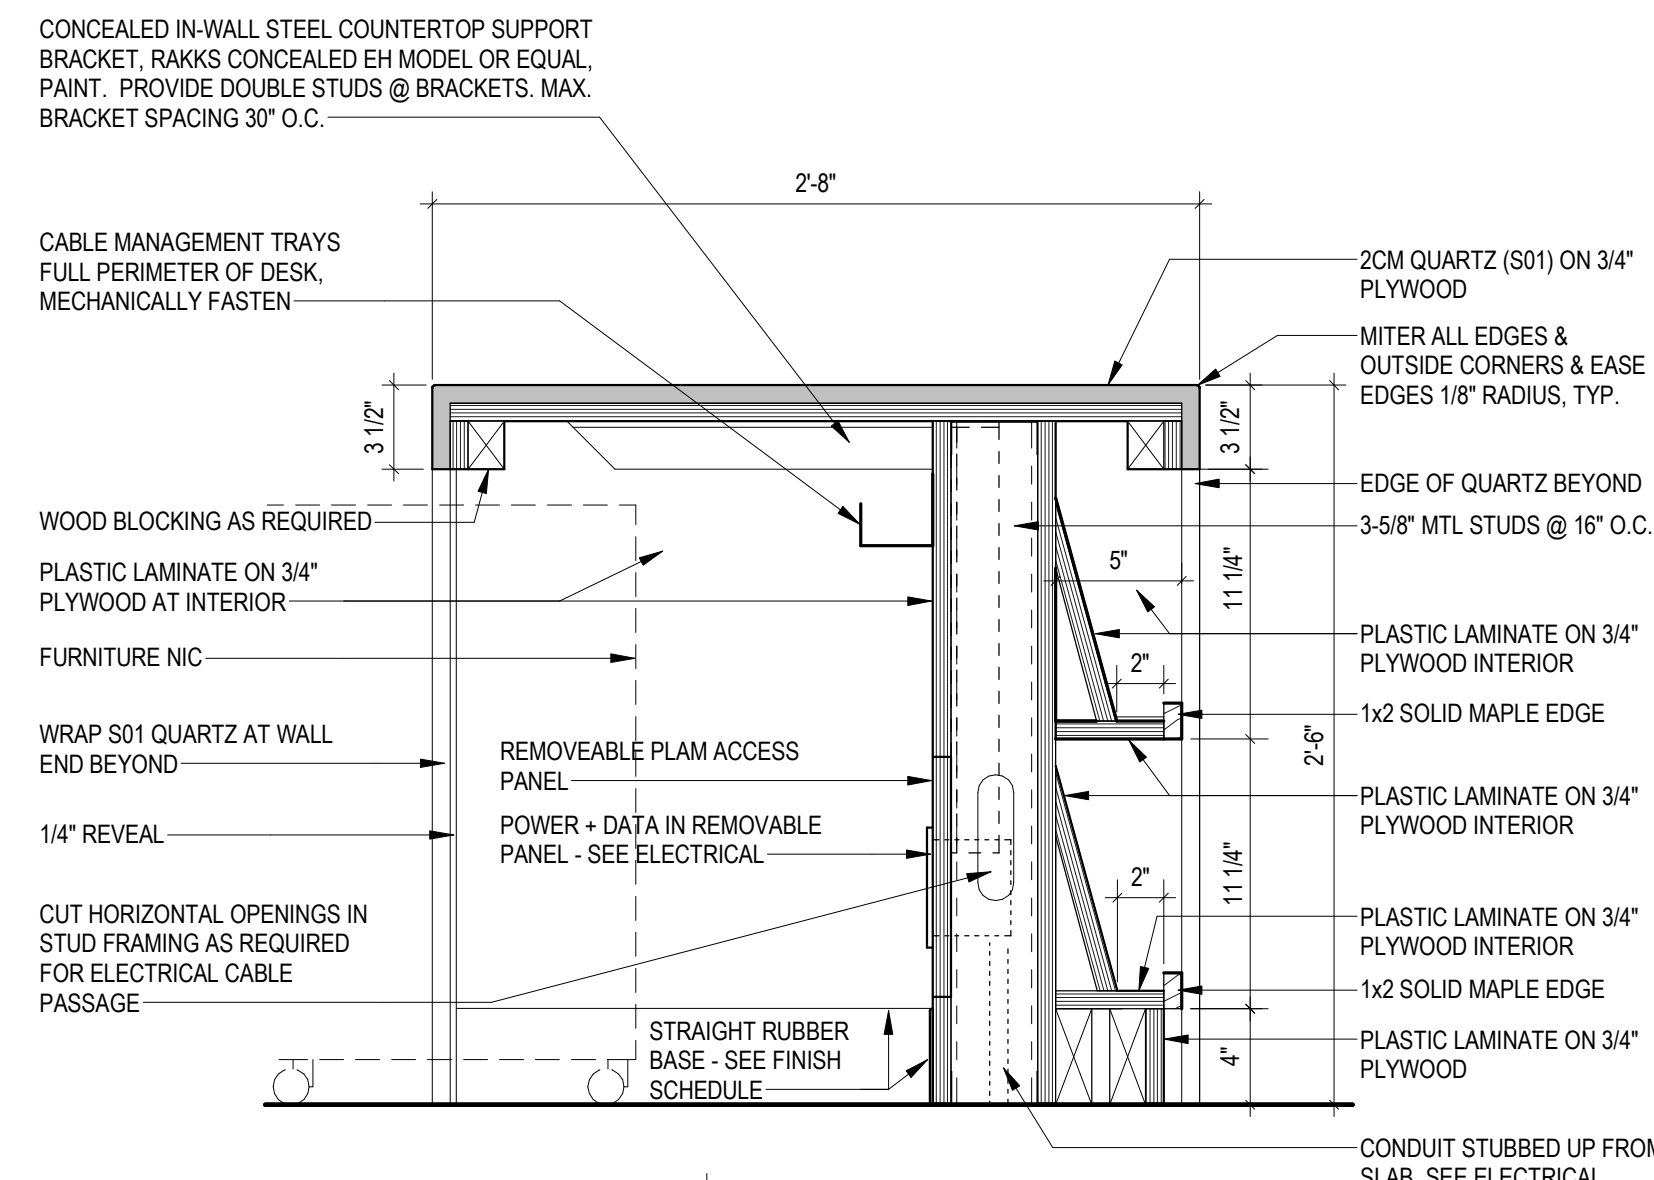 CONCEALED IN-WALL STEEL COUNTERTOP SUPPORT
BRACKET, RAKKS CONCEALED EH MODEL OR EQUAL,
PAINT.  PROVIDE DOUBLE STUDS @ BRACKETS. MAX.
BRACKET SPACING 30" O.C.
2'-8"
CABLE MANAGEMENT TRAYS
FULL PERIMETER OF DESK,
MECHANICALLY FASTEN
2CM QUARTZ (S01) ON 3/4"
PLYWOOD
MITER ALL EDGES &
OUTSIDE CORNERS & EASE
EDGES 1/8" RADIUS, TYP.
3 1/2"
3 1/2"
EDGE OF QUARTZ BEYOND
WOOD BLOCKING AS REQUIRED
3-5/8" MTL STUDS @ 16" O.C.
5"
11 1/4"
PLASTIC LAMINATE ON 3/4"
PLYWOOD AT INTERIOR
PLASTIC LAMINATE ON 3/4"
PLYWOOD INTERIOR
FURNITURE NIC
2"
1x2 SOLID MAPLE EDGE
WRAP S01 QUARTZ AT WALL
END BEYOND
2'-6"
REMOVEABLE PLAM ACCESS
PANEL
PLASTIC LAMINATE ON 3/4"
PLYWOOD INTERIOR
1/4" REVEAL
POWER + DATA IN REMOVABLE
PANEL - SEE ELECTRICAL
11 1/4"
2"
CUT HORIZONTAL OPENINGS IN
STUD FRAMING AS REQUIRED
FOR ELECTRICAL CABLE
PASSAGE
PLASTIC LAMINATE ON 3/4"
PLYWOOD INTERIOR
1x2 SOLID MAPLE EDGE
STRAIGHT RUBBER
BASE - SEE FINISH
SCHEDULE
4"
PLASTIC LAMINATE ON 3/4"
PLYWOOD
CONDUIT STUBBED UP FROM
SLAB. SEE ELECTRICAL